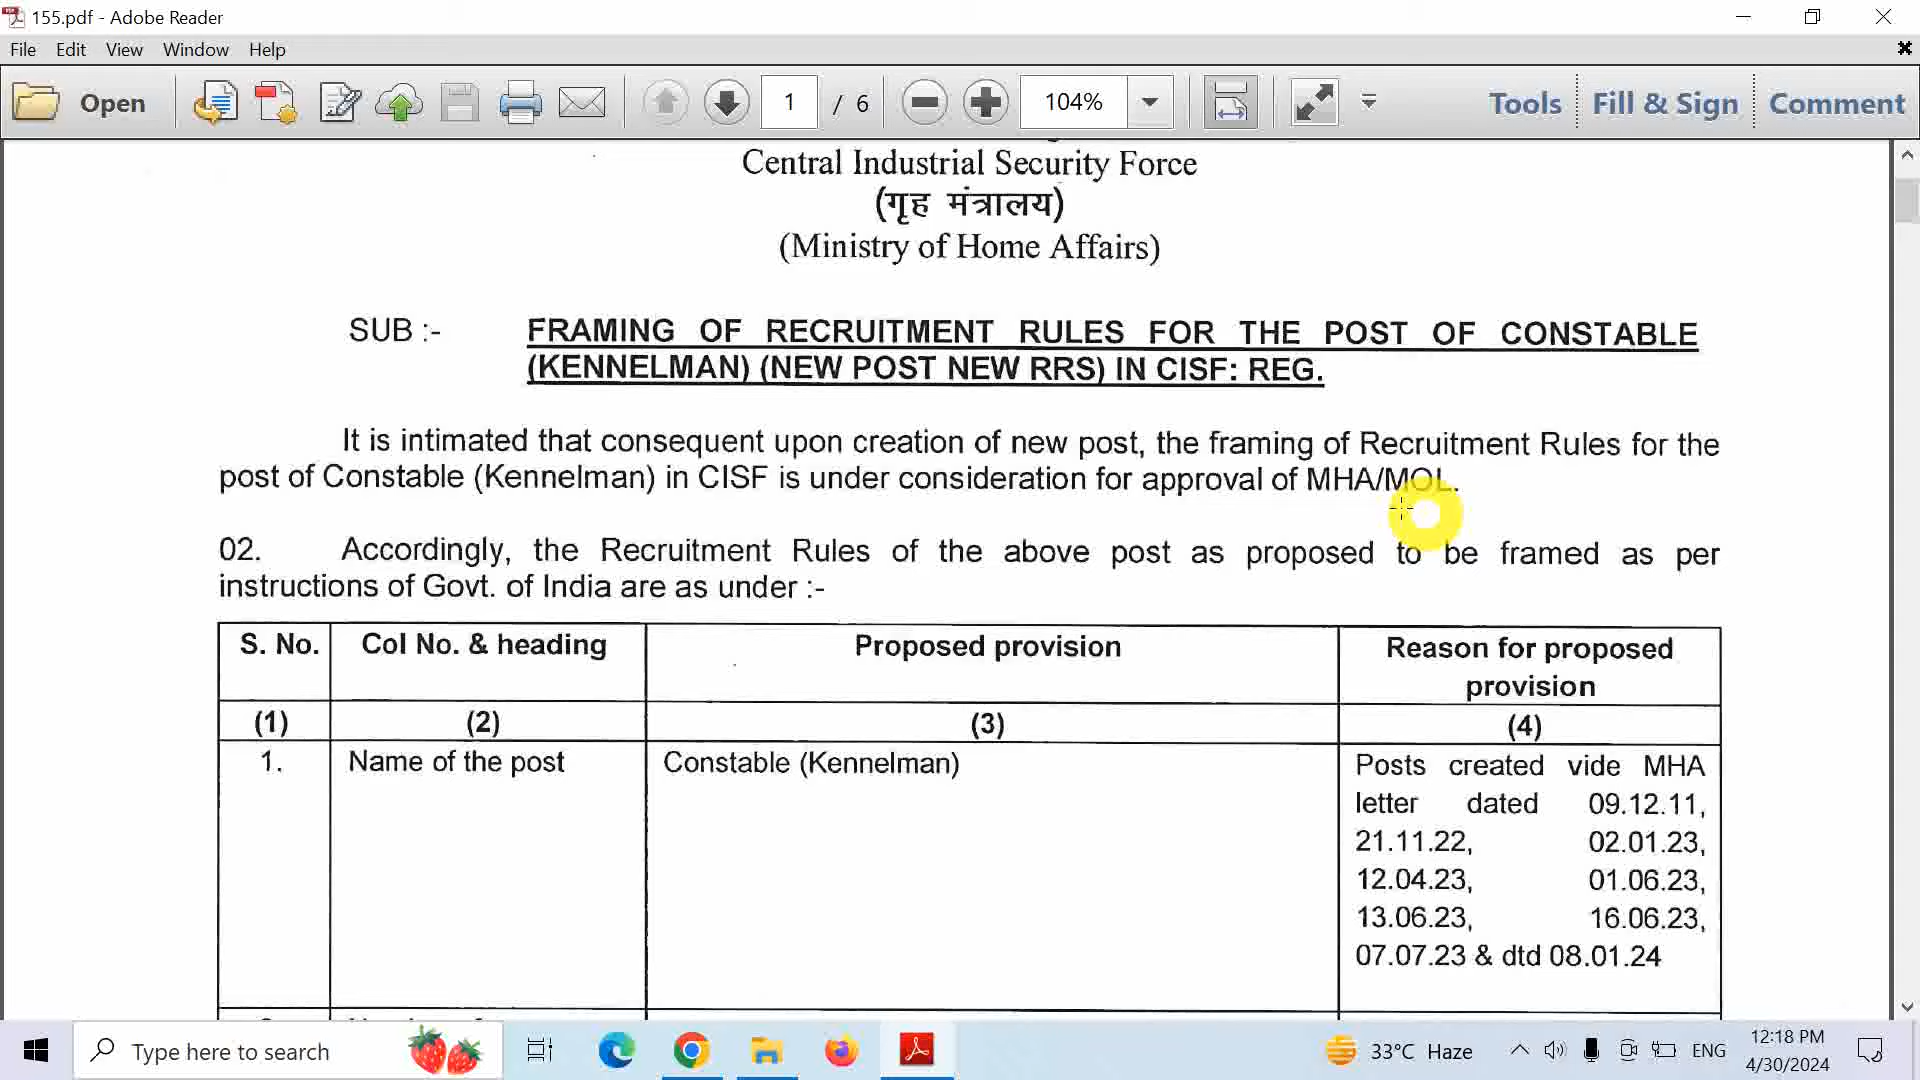 155.pdf - Adobe Reader
File Edit View Window Help
Open 1 / 6 104% Tools Fill & Sign Comment
Central Industrial Security Force
(गृह मंत्रालय)
(Ministry of Home Affairs)
SUB :- FRAMING OF RECRUITMENT RULES FOR THE POST OF CONSTABLE
(KENNELMAN) (NEW POST NEW RRS) IN CISF: REG.
It is intimated that consequent upon creation of new post, the framing of Recruitment Rules for the
post of Constable (Kennelman) in CISF is under consideration for approval of MHA/MOL.
02. Accordingly, the Recruitment Rules of the above post as proposed to be framed as per
instructions of Govt. of India are as under :-
S. No. Col No. & heading Proposed provision Reason for proposed
provision
(1) (2) (3) (4)
1. Name of the post Constable (Kennelman) Posts created vide MHA
letter dated 09.12.11,
21.11.22, 02.01.23,
12.04.23, 01.06.23,
13.06.23, 16.06.23,
07.07.23 & dtd 08.01.24
Type here to search 33°C Haze ENG 12:18 PM
4/30/2024